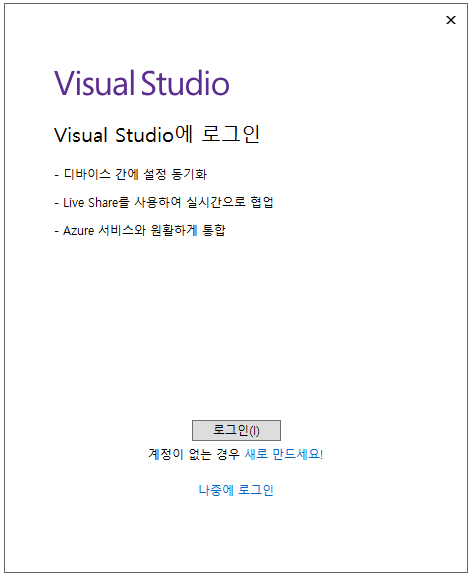 Visual Studio
Visual Studio에 로그인
- 디바이스 간에 설정 동기화
- Live Share를 사용하여 실시간으로 협업
- Azure 서비스와 원활하게 통합
로그인(I)
계정이 없는 경우 새로 만드세요!
나중에 로그인